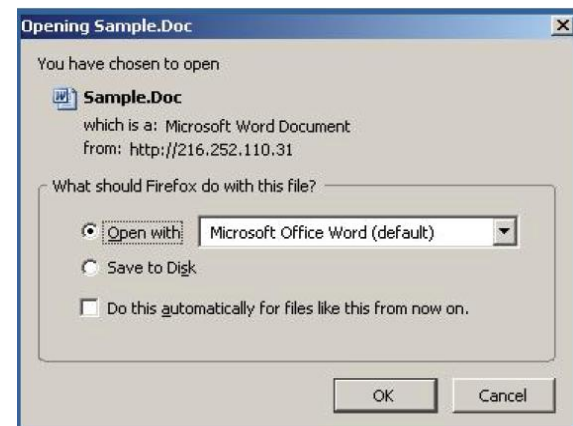 Opening Sample.Doc
You have chosen to open
Sample.Doc
which is a: Microsoft Word Document
from: http://216.252.110.31
What should Firefox do with this file?
Open with Microsoft Office Word (default)
Save to Disk
Do this automatically for files like this from now on.
OK Cancel